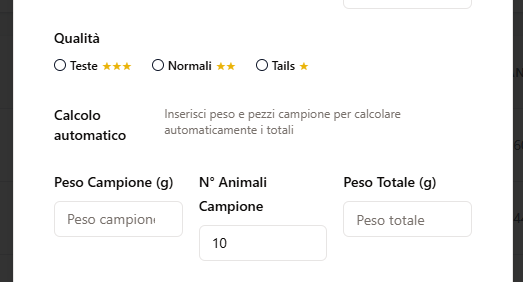 Qualità
Teste ★★★ Normali ★★ Tails ★
Calcolo
automatico
Inserisci peso e pezzi campione per calcolare
automaticamente i totali
Peso Campione (g)
N° Animali
Campione
Peso Totale (g)
Peso campion
10
Peso totale